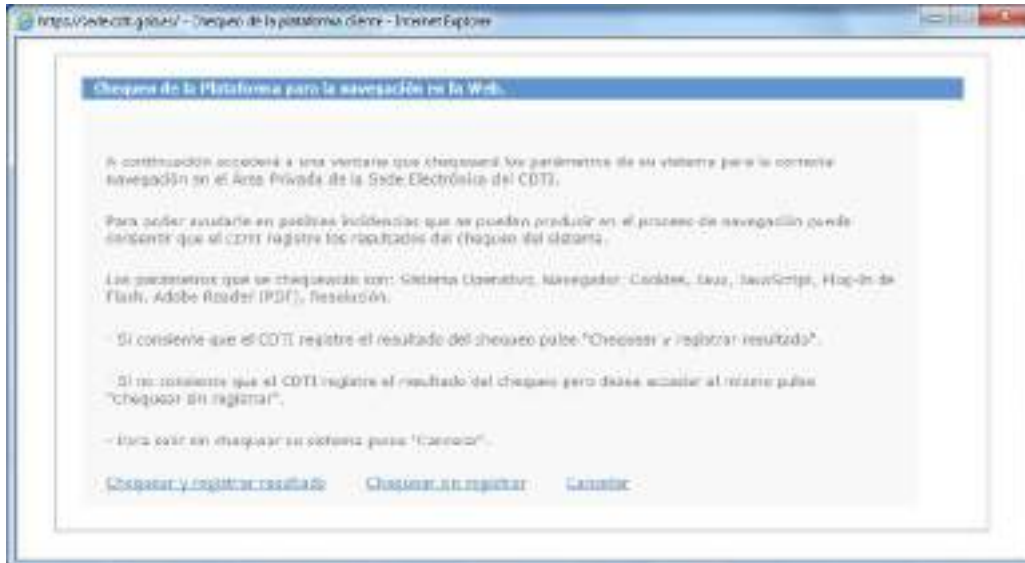 https://sede.cdti.gob.es/ - Chequeo de la plataforma cliente - Internet Explorer
Chequeo de la Plataforma para la navegación en la Web.
A continuación accederá a una ventana que chequeará los parámetros de su sistema para la correcta
navegación en el Área Privada de la Sede Electrónica del CDTI.
Para poder ayudarle en posibles incidencias que se puedan producir en el proceso de navegación puede
consentir que el CDTI registre los resultados del chequeo del sistema.
Los parámetros que se chequearán son: Sistema Operativo, Navegador, Cookies, Java, JavaScript, Plug-in de
Flash, Adobe Reader (PDF), Resolución.
- Si consiente que el CDTI registre el resultado del chequeo pulse "Chequear y registrar resultado".
- Si no consiente que el CDTI registre el resultado del chequeo pero desea acceder al mismo pulse
"Chequear sin registrar".
- Para salir sin chequear su sistema pulse "Cancelar".
Chequear y registrar resultado Chequear sin registrar Cancelar